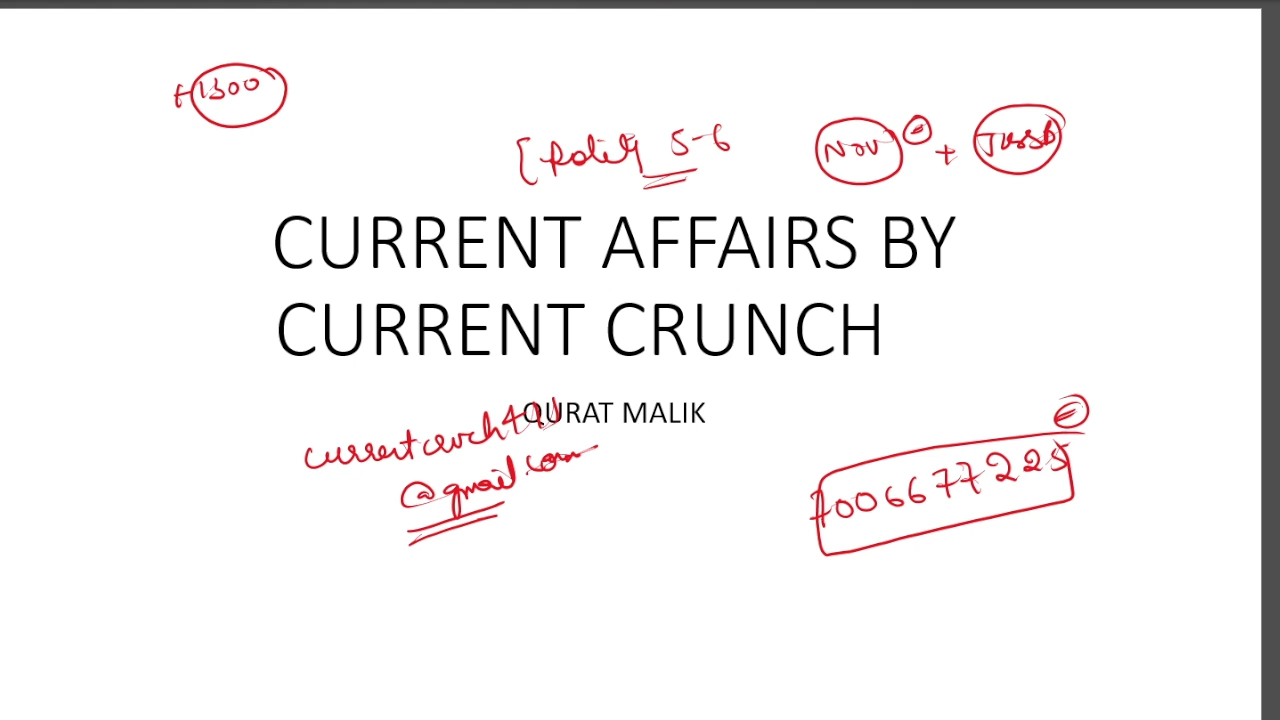 +1300
[Polity 5-6
Nov + JKSSB
CURRENT AFFAIRS BY
CURRENT CRUNCH
QURAT MALIK
@gmail.com
7006677225